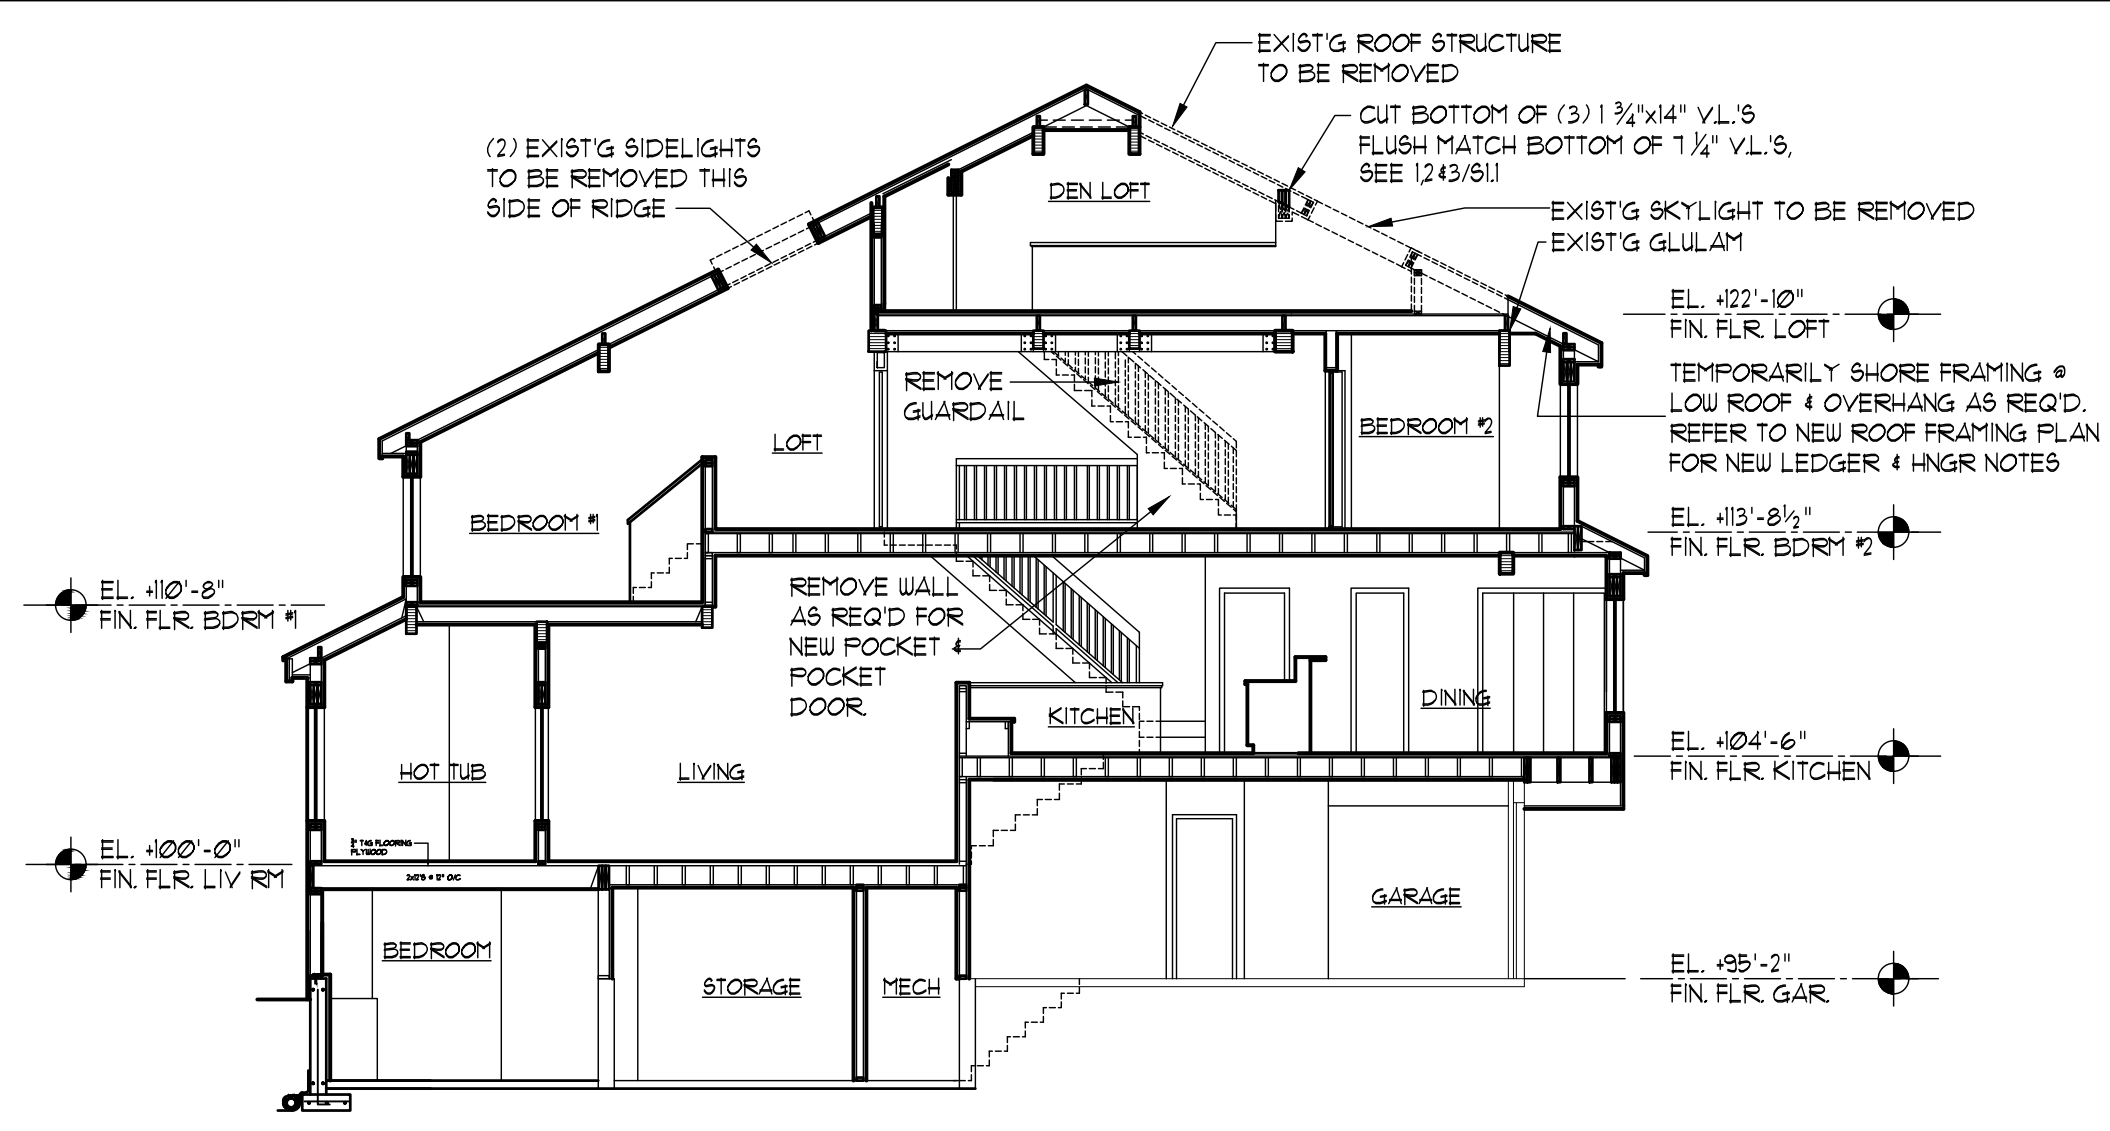 EXIST'G ROOF STRUCTURE
TO BE REMOVED
CUT BOTTOM OF (3) 1 3/4"x14" V.L.'S
FLUSH MATCH BOTTOM OF 7 1/4" V.L.'S,
SEE 1,2&3/S1.1
(2) EXIST'G SIDELIGHTS
TO BE REMOVED THIS
SIDE OF RIDGE
DEN LOFT
EXIST'G SKYLIGHT TO BE REMOVED
EXIST'G GLULAM
EL. +122'-10"
FIN. FLR. LOFT
TEMPORARILY SHORE FRAMING @
LOW ROOF & OVERHANG AS REQ'D.
REFER TO NEW ROOF FRAMING PLAN
FOR NEW LEDGER & HNGR NOTES
REMOVE
GUARDAIL
LOFT
BEDROOM #2
BEDROOM #1
EL. +113'-8 1/2"
FIN. FLR. BDRM #2
EL. +110'-8"
FIN. FLR. BDRM #1
REMOVE WALL
AS REQ'D FOR
NEW POCKET &
POCKET
DOOR.
KITCHEN
DINING
HOT TUB
LIVING
EL. +104'-6"
FIN. FLR. KITCHEN
EL. +100'-0"
FIN. FLR. LIV RM
T&G FLOORING
PLYWOOD
2x12'S @ 12" O/C
BEDROOM
STORAGE
MECH
GARAGE
EL. +95'-2"
FIN. FLR. GAR.